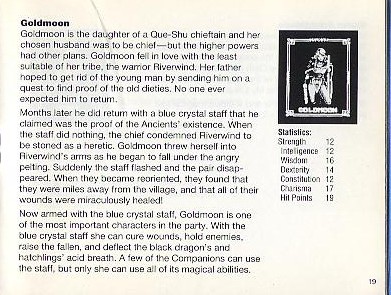 Goldmoon
Goldmoon is the daughter of a Que-Shu chieftain and her
chosen husband was to be chief—but the higher powers
had other plans. Goldmoon fell in love with the least
suitable of her tribe, the warrior Riverwind. Her father
hoped to get rid of the young man by sending him on a
quest to find proof of the old dieties. No one ever
expected him to return.
Months later he did return with a blue crystal staff that he
claimed was the proof of the Ancients' existence. When
the staff did nothing, the chief condemned Riverwind to
be stoned as a heretic. Goldmoon threw herself into
Riverwind's arms as he began to fall under the angry
pelting. Suddenly the staff flashed and the pair disap-
peared. When they became reoriented, they found that
they were miles away from the village, and that all of their
wounds were miraculously healed!
Now armed with the blue crystal staff, Goldmoon is one
of the most important characters in the party. With the
blue crystal staff she can cure wounds, hold enemies,
raise the fallen, and deflect the black dragon's and
hatchlings' acid breath. A few of the Companions can use
the staff, but only she can use all of its magical abilities.
GOLDMOON
Statistics:
Strength 12
Intelligence 12
Wisdom 16
Dexterity 14
Constitution 12
Charisma 17
Hit Points 19
19